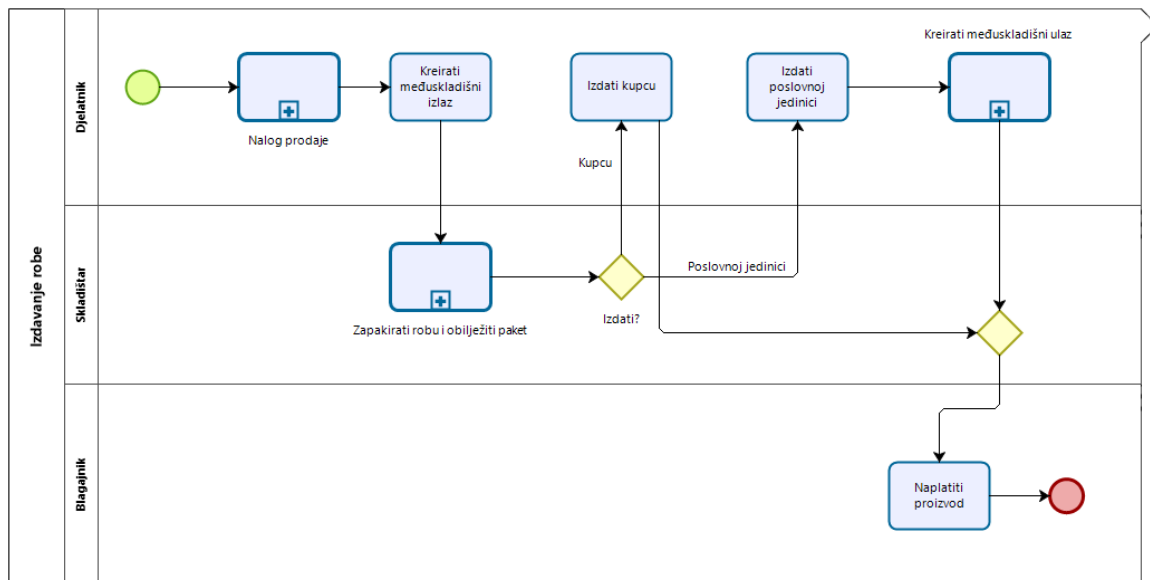 Izdavanje robe
Djelatnik
Nalog prodaje
Kreirati
međuskladišni
izlaz
Izdati kupcu
Izdati
poslovnoj
jedinici
Kreirati međuskladišni ulaz
Kupcu
Skladištar
Zapakirati robu i obilježiti paket
Izdati?
Poslovnoj jedinici
Blagajnik
Naplatiti
proizvod